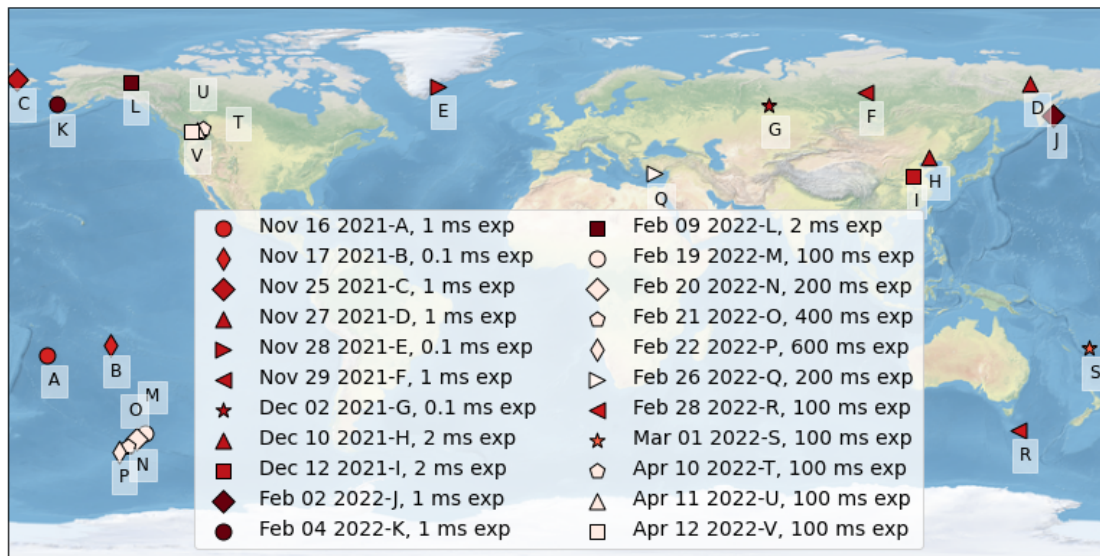 C
K
L
U
T
V
E
G
F
D
J
H
I
Q
A
B
M
O
N
P
S
R
Nov 16 2021-A, 1 ms exp
Nov 17 2021-B, 0.1 ms exp
Nov 25 2021-C, 1 ms exp
Nov 27 2021-D, 1 ms exp
Nov 28 2021-E, 0.1 ms exp
Nov 29 2021-F, 1 ms exp
Dec 02 2021-G, 0.1 ms exp
Dec 10 2021-H, 2 ms exp
Dec 12 2021-I, 2 ms exp
Feb 02 2022-J, 1 ms exp
Feb 04 2022-K, 1 ms exp
Feb 09 2022-L, 2 ms exp
Feb 19 2022-M, 100 ms exp
Feb 20 2022-N, 200 ms exp
Feb 21 2022-O, 400 ms exp
Feb 22 2022-P, 600 ms exp
Feb 26 2022-Q, 200 ms exp
Feb 28 2022-R, 100 ms exp
Mar 01 2022-S, 100 ms exp
Apr 10 2022-T, 100 ms exp
Apr 11 2022-U, 100 ms exp
Apr 12 2022-V, 100 ms exp